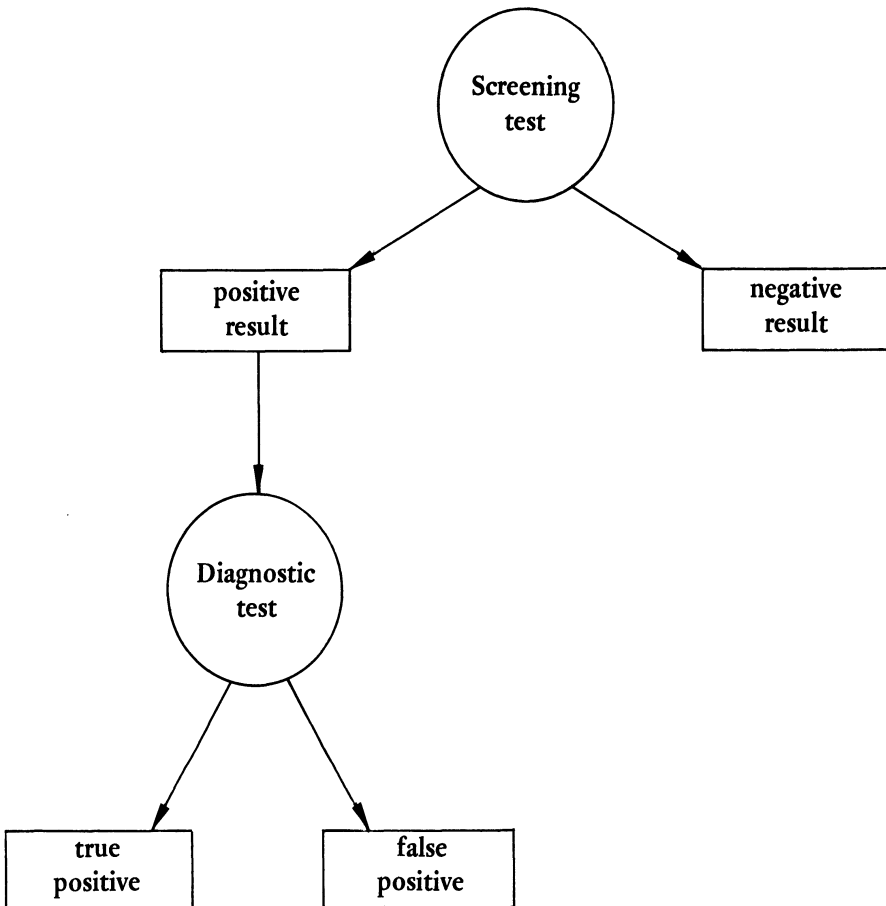 Screening
test
positive
result
negative
result
Diagnostic
test
true
positive
false
positive